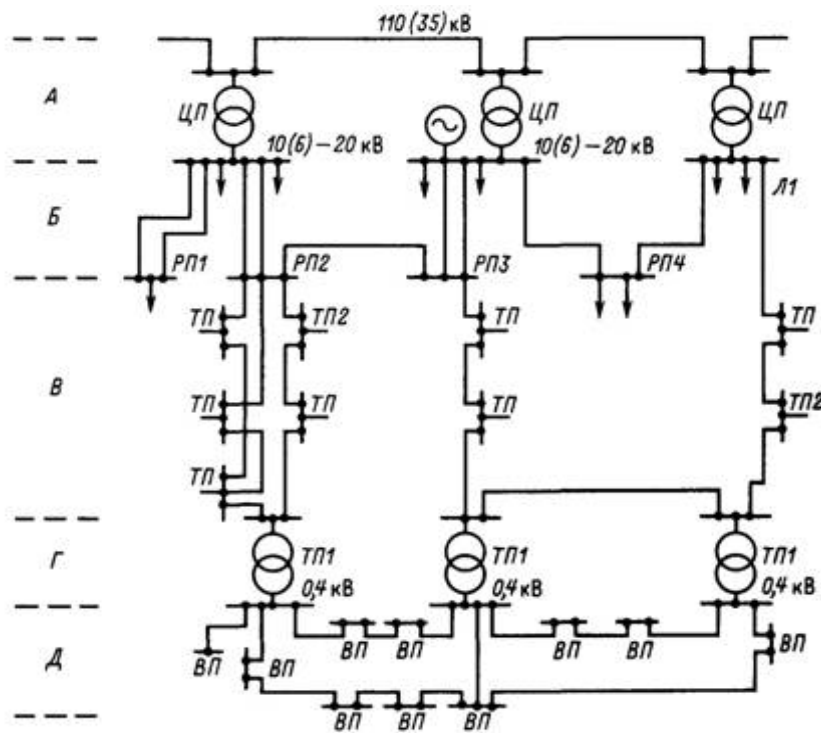 110 (35) кВ
А
ЦП
ЦП
ЦП
10(6) – 20 кВ
10(6) – 20 кВ
Л1
Б
РП1
РП2
РП3
РП4
ТП
ТП2
ТП
ТП
В
ТП
ТП
ТП
ТП2
ТП
Г
ТП1
ТП1
ТП1
0,4 кВ
0,4 кВ
0,4 кВ
Д
ВП
ВП
ВП
ВП
ВП
ВП
ВП
ВП
ВП
ВП